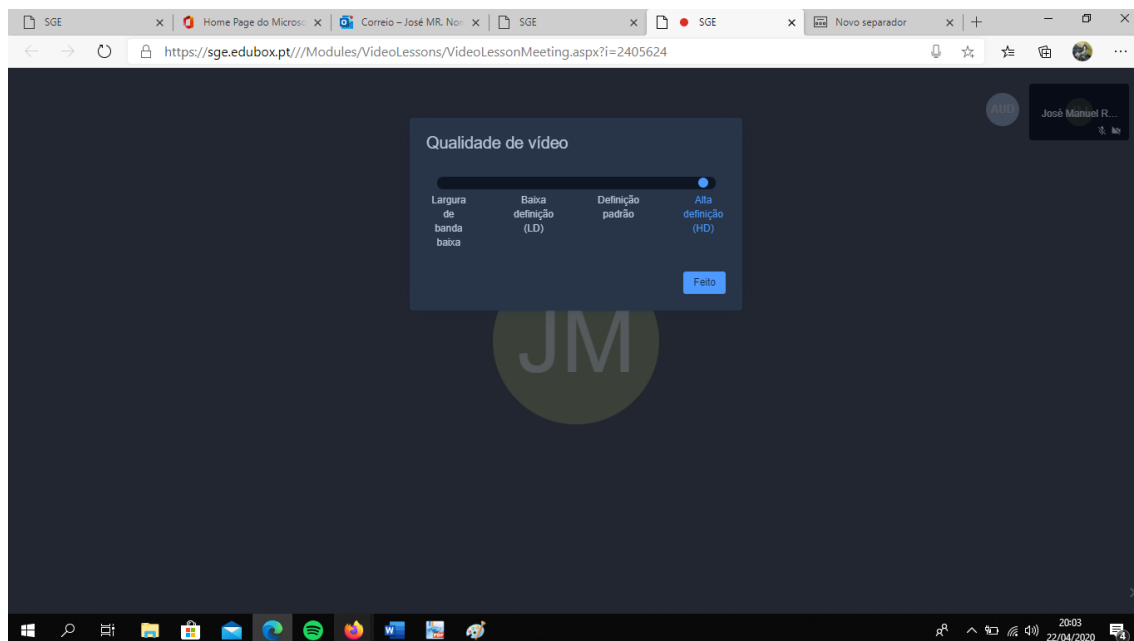 SGE
Home Page do Microso
Correio – José MR. Nor
SGE
SGE
Novo separador
https://sge.edubox.pt///Modules/VideoLessons/VideoLessonMeeting.aspx?i=2405624
AUD
José Manuel R...
Qualidade de vídeo
Largura
de
banda
baixa
Baixa
definição
(LD)
Definição
padrão
Alta
definição
(HD)
Feito
JM
20:03
22/04/2020
4